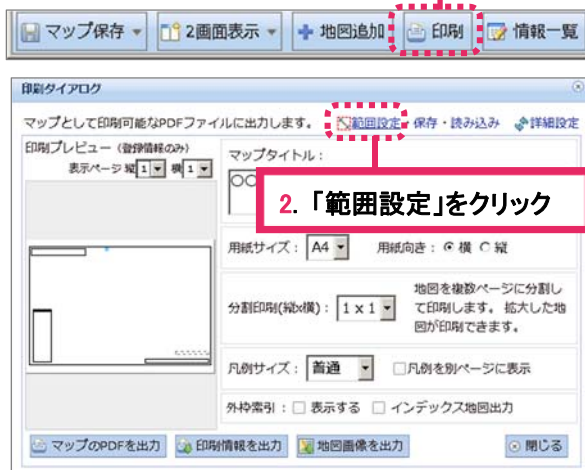 マップ保存 2画面表示 地図追加 印刷 情報一覧
印刷ダイアログ
マップとして印刷可能なPDFファイルに出力します。 範囲設定 保存・読み込み 詳細設定
印刷プレビュー（登録情報のみ）
表示ページ 縦 1 横 1
マップタイトル：
〇〇
2. 「範囲設定」をクリック
用紙サイズ： A4 用紙向き： 横 縦
分割印刷(縦x横)： 1 x 1
地図を複数ページに分割し
て印刷します。 拡大した地
図が印刷できます。
凡例サイズ： 普通 凡例を別ページに表示
外枠索引： 表示する インデックス地図出力
マップのPDFを出力 印刷情報を出力 地図画像を出力 閉じる